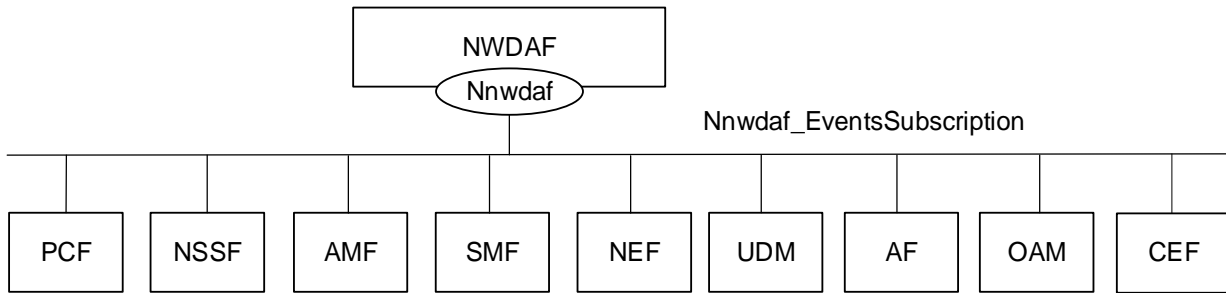 NWDAF
Nnwdaf
Nnwdaf_EventsSubscription
PCF NSSF AMF SMF NEF UDM AF OAM CEF